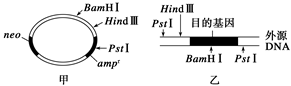 BamHⅠ
HindⅢ
neo
PstⅠ
ampʳ
甲
HindⅢ
PstⅠ
目的基因
外源
DNA
BamHⅠ
PstⅠ
乙